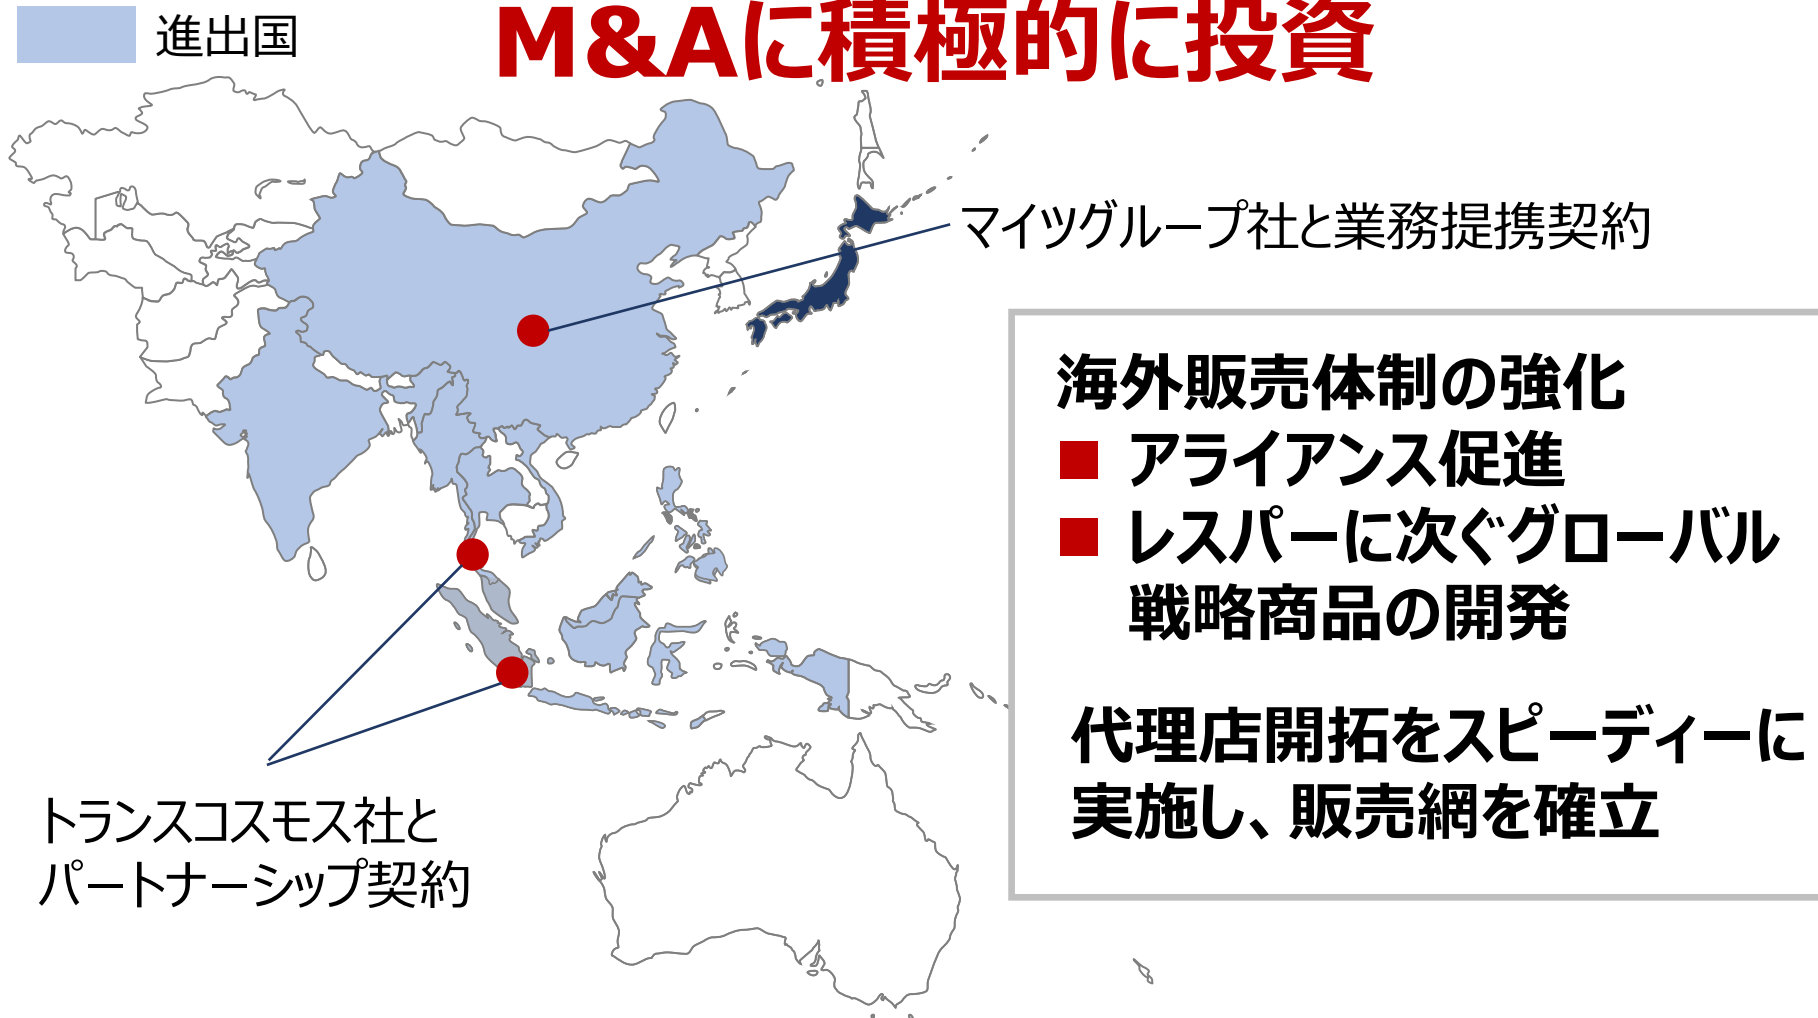 M&Aに積極的に投資
進出国
マイツグループ社と業務提携契約
海外販売体制の強化
■ アライアンス促進
■ レスパーに次ぐグローバル
戦略商品の開発
代理店開拓をスピーディーに
実施し、販売網を確立
トランスコスモス社と
パートナーシップ契約